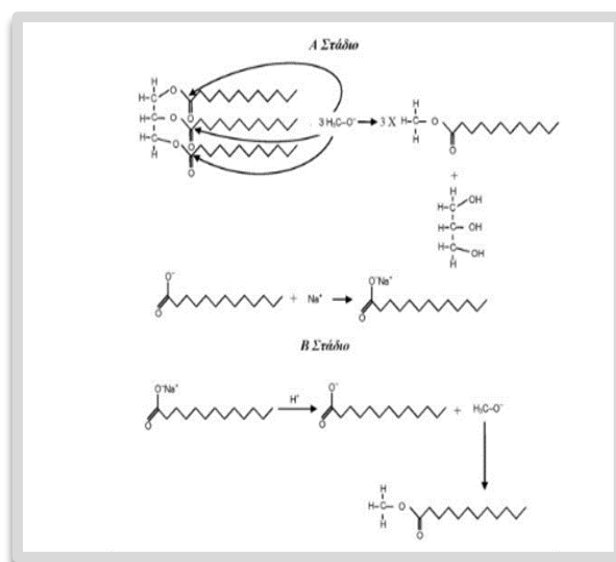 Α Στάδιο
H
H-C
O
H-C
O
H-C
O
H
O
O
O
3 H₃C-O⁻
3 X
H
H-C- O
H
O
+
H
H-C OH
H-C- OH
H-C OH
H
O⁻
O
+ Na⁺
O⁻Na⁺
O
Β Στάδιο
O⁻Na⁺
O
H⁺
O⁻
O
+ H₃C-O⁻
H
H-C- O
H
O